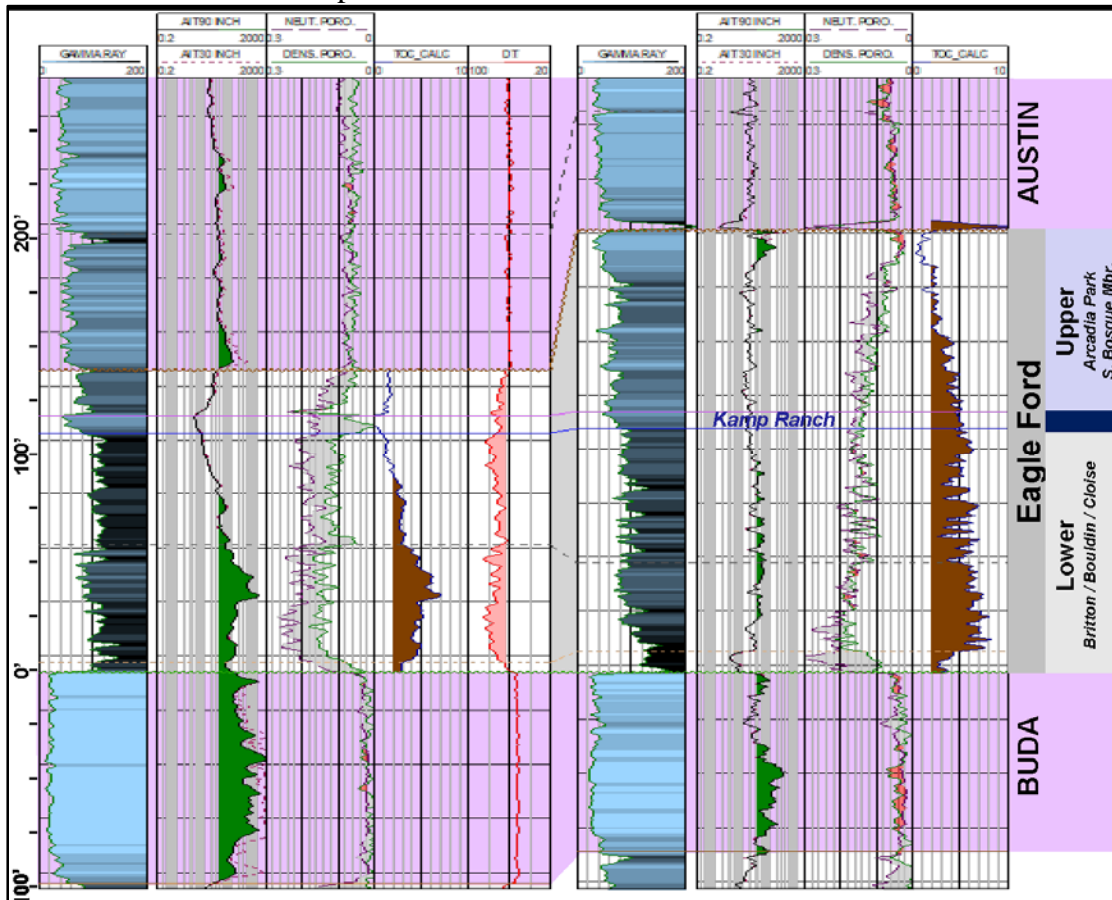 AIT90 INCH
NEUT. PORO.
AIT90 INCH
NEUT. PORO.
0.2 2000
0.3 0
0.2 2000
0.3 0
GAMMA RAY
AIT30 INCH
DENS. PORO.
TOC_CALC
DT
GAMMA RAY
AIT30 INCH
DENS. PORO.
TOC_CALC
0 200
0.2 2000
0.3 0
0 10
100 20
0 200
0.2 2000
0.3 0
0 10
AUSTIN
200'
Upper
Arcadia Park
S. Bosque Mbr.
Kamp Ranch
100'
Eagle Ford
Lower
Britton / Bouldin / Cloise
0'
BUDA
100'